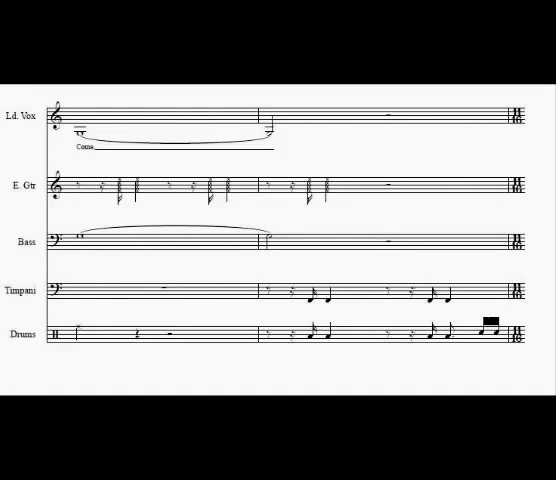 Ld. Vox
Come
E. Gtr
Bass
Timpani
Drums